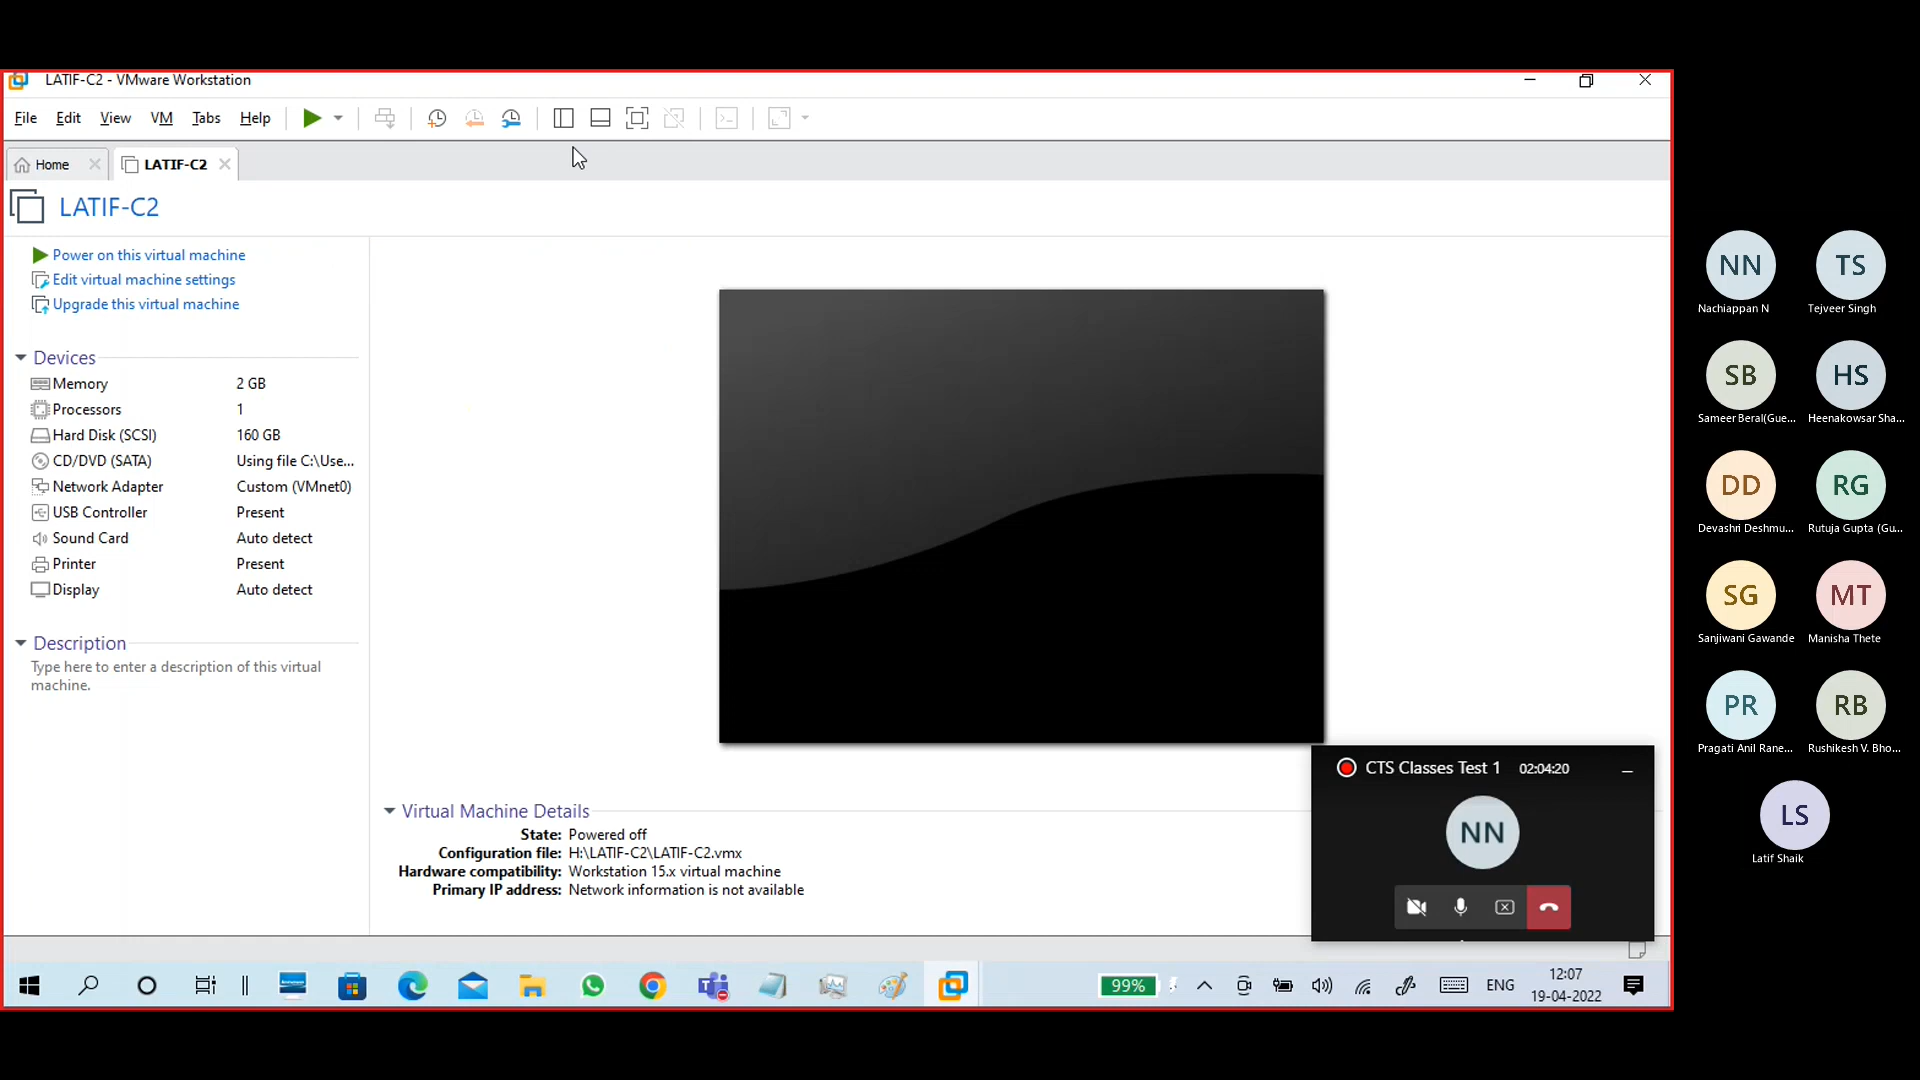 LATIF-C2 - VMware Workstation
File Edit View VM Tabs Help
Home LATIF-C2
LATIF-C2
Power on this virtual machine
Edit virtual machine settings
Upgrade this virtual machine
Devices
Memory 2 GB
Processors 1
Hard Disk (SCSI) 160 GB
CD/DVD (SATA) Using file C:\Use...
Network Adapter Custom (VMnet0)
USB Controller Present
Sound Card Auto detect
Printer Present
Display Auto detect
Description
Type here to enter a description of this virtual
machine.
Virtual Machine Details
State: Powered off
Configuration file: H:\LATIF-C2\LATIF-C2.vmx
Hardware compatibility: Workstation 15.x virtual machine
Primary IP address: Network information is not available
CTS Classes Test 1 02:04:20
NN
99% ENG 12:07
19-04-2022
NN TS
Nachiappan N Tejveer Singh
SB HS
Sameer Beral(Gue... Heenakowsar Sha...
DD RG
Devashri Deshmu... Rutuja Gupta (Gu...
SG MT
Sanjiwani Gawande Manisha Thete
PR RB
Pragati Anil Rane... Rushikesh V. Bho...
LS
Latif Shaik